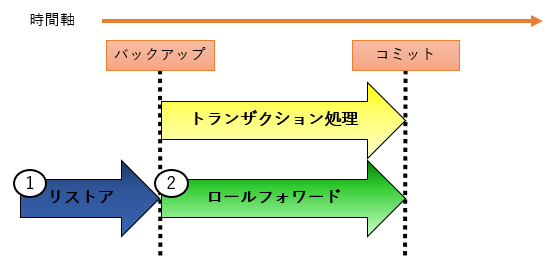 時間軸
バックアップ
コミット
トランザクション処理
1
リストア
2
ロールフォワード